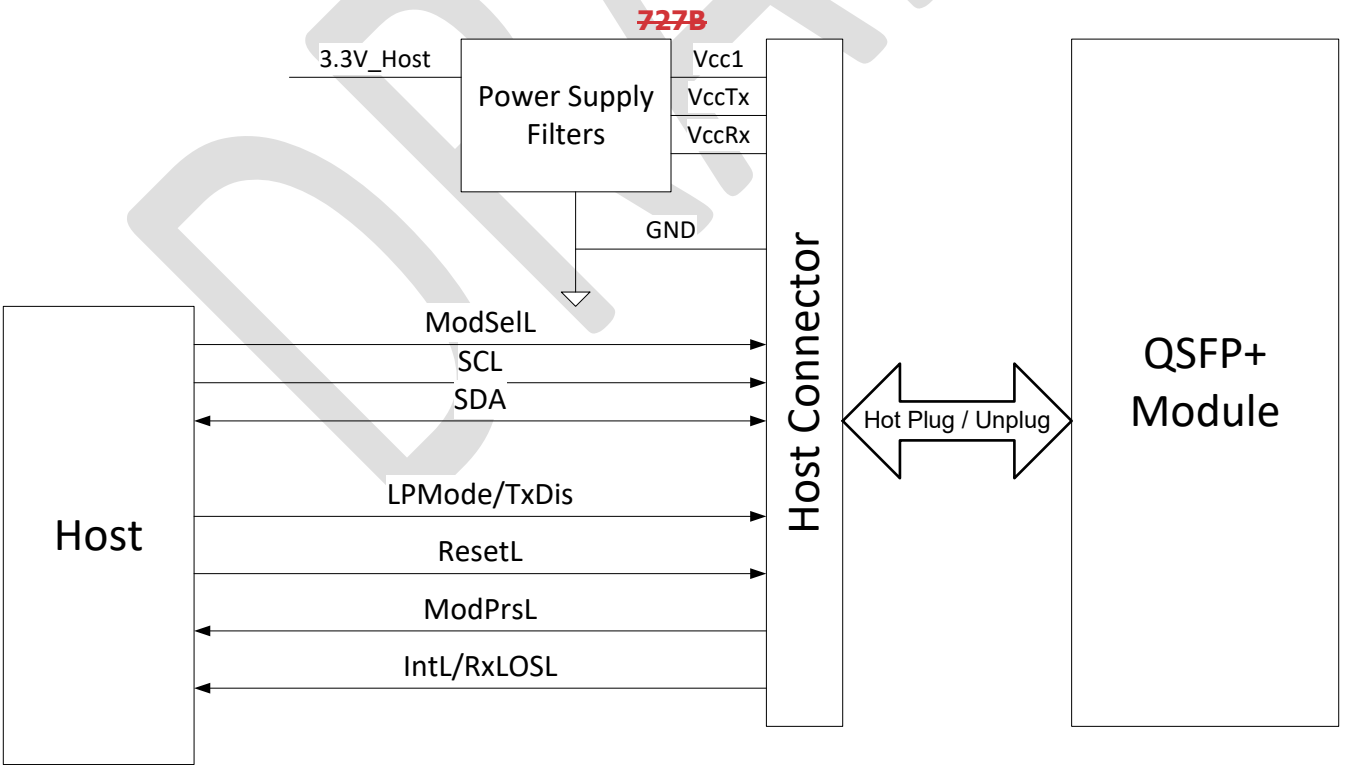 727B
3.3V_Host
Power Supply
Filters
Vcc1
VccTx
VccRx
GND
Host
ModSelL
SCL
SDA
LPMode/TxDis
ResetL
ModPrsL
IntL/RxLOSL
Host Connector
Hot Plug / Unplug
QSFP+
Module